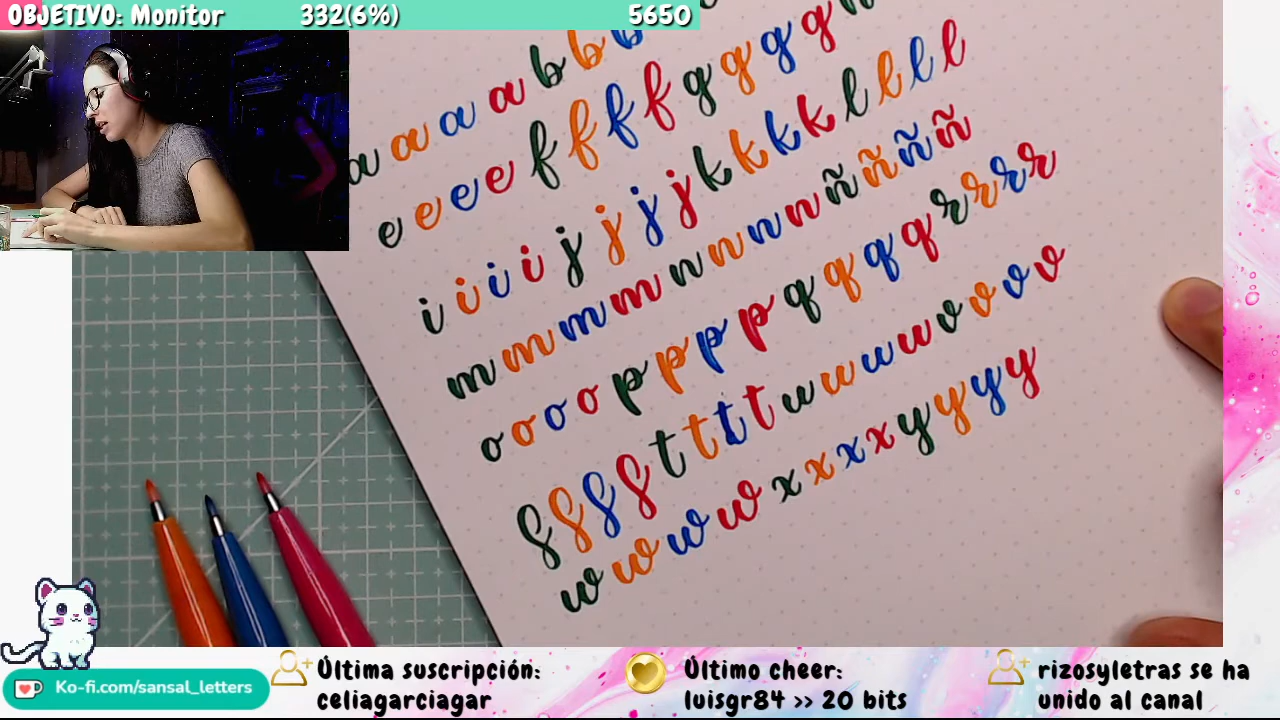 OBJETIVO: Monitor 332(6%) 5650
a a a a b b b
e e e e f f f f g g g g
i i i i j j j j k k k k l l l l
m m m m n n n n ñ ñ ñ ñ
o o o o p p p p q q q q r r r r
s s s s t t t t u u u u v v v v
w w w w x x x x y y y y
Ko-fi.com/sansal_letters
Última suscripción:
celiagarciagar
Último cheer:
luisgr84 >> 20 bits
rizosyletras se ha
unido al canal